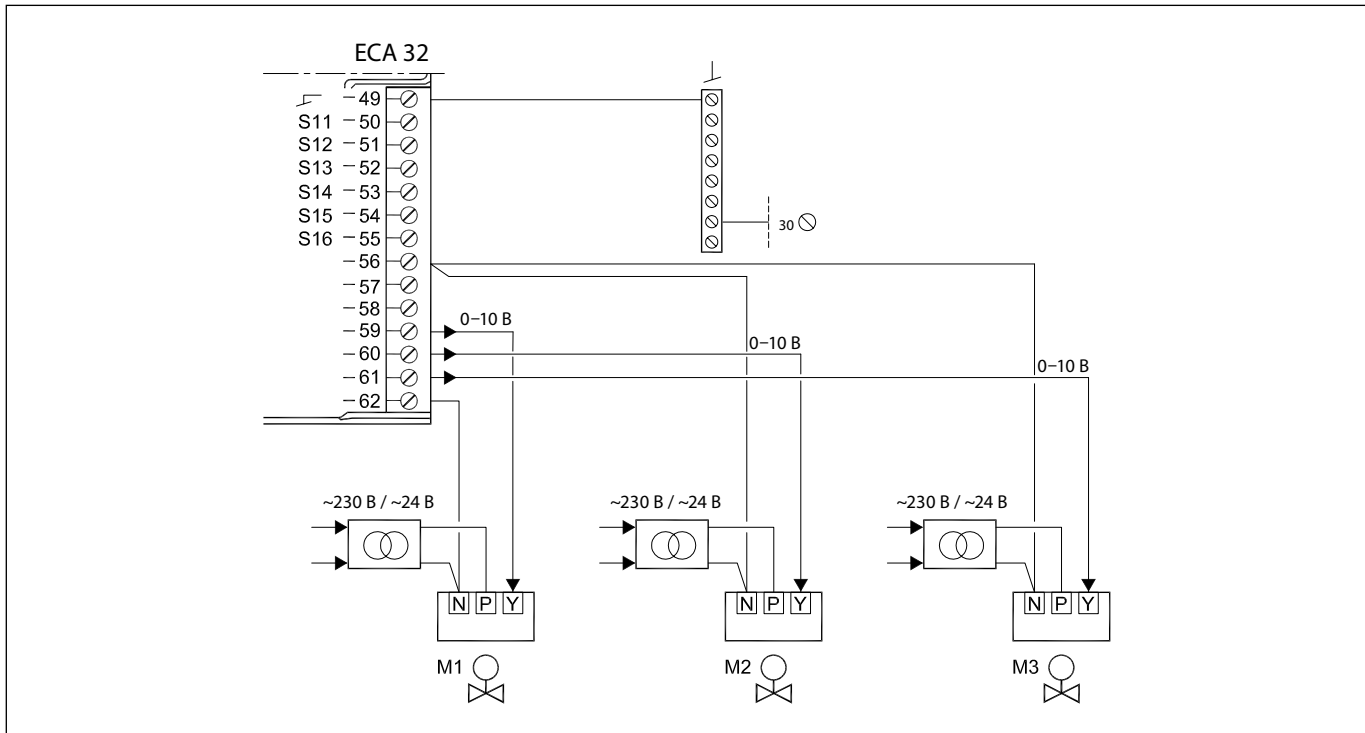 ECA 32
49
S11 50
S12 51
S13 52
S14 53
S15 54
S16 55
56
57
58
59
60
61
62
30
0–10 В
0–10 В
0–10 В
~230 В / ~24 В
~230 В / ~24 В
~230 В / ~24 В
N P Y
N P Y
N P Y
M1
M2
M3